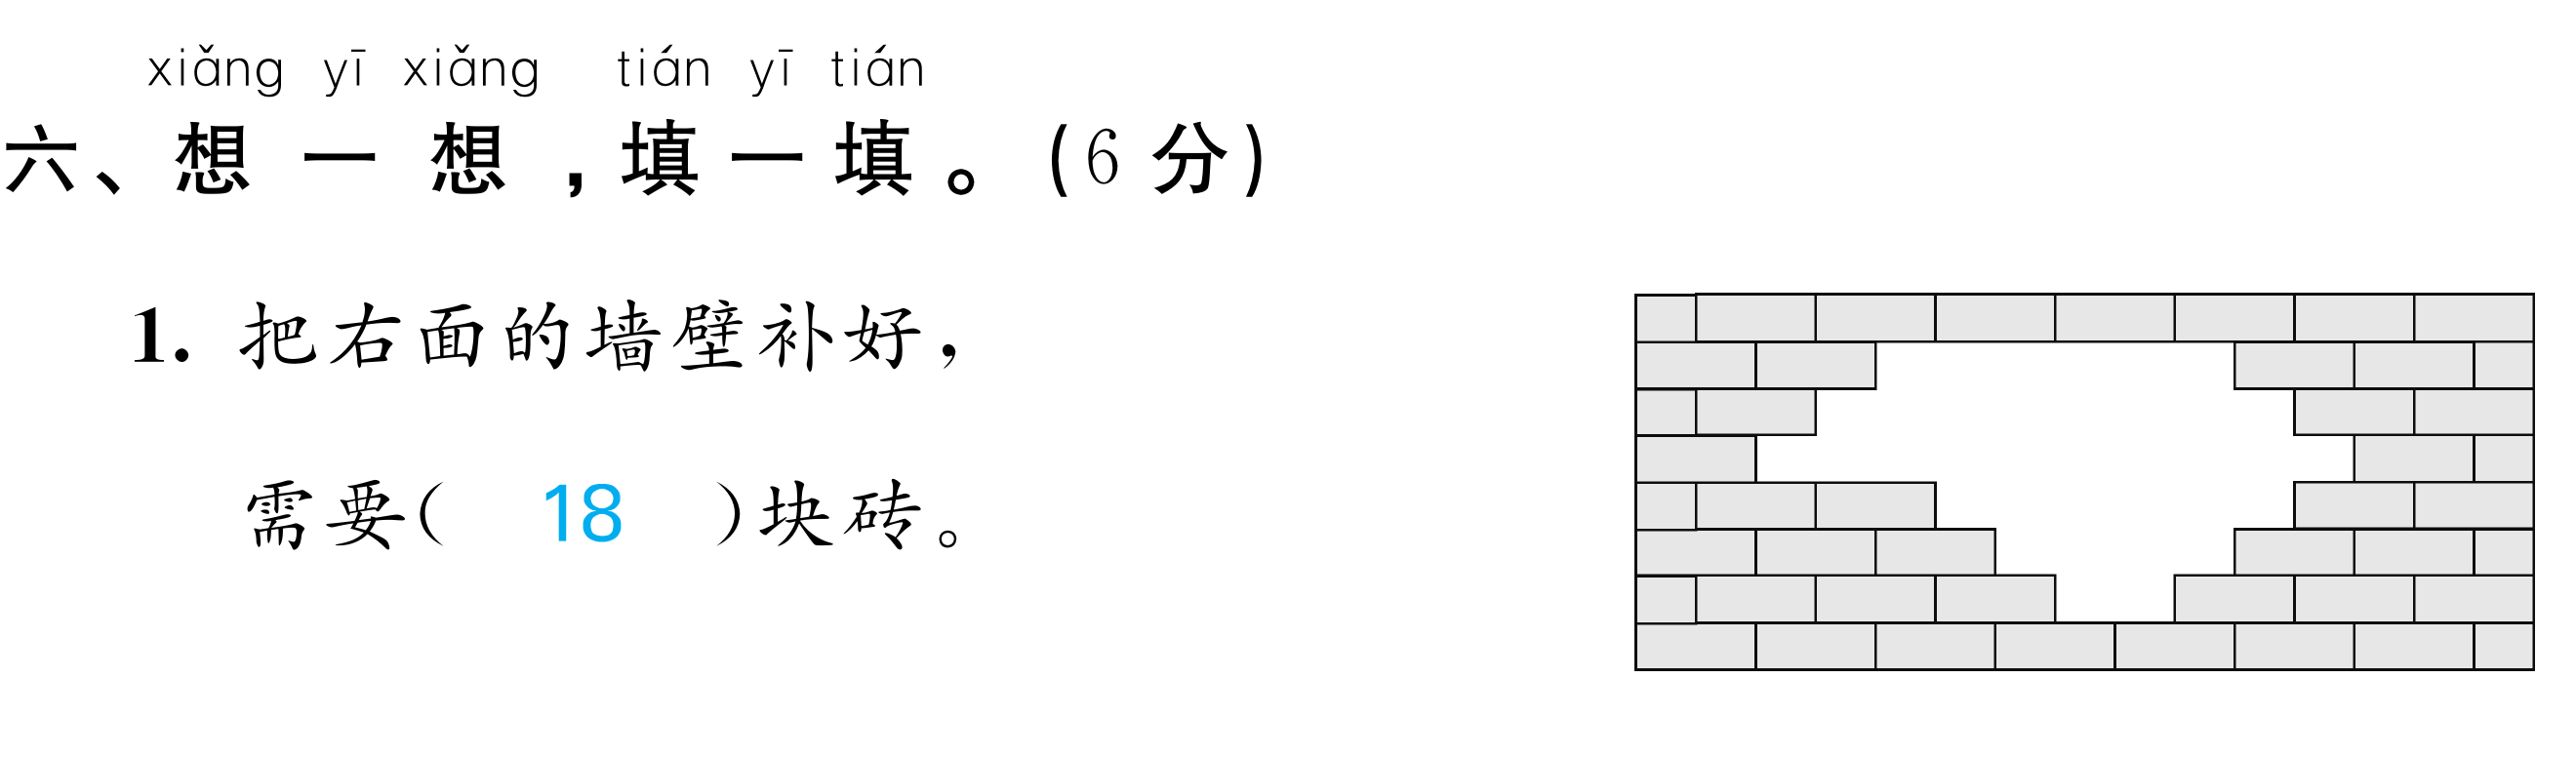 xiǎng yī xiǎng tián yī tián
六、想一想,填一填。(6分)
1. 把右面的墙壁补好,
需要( 18 )块砖。